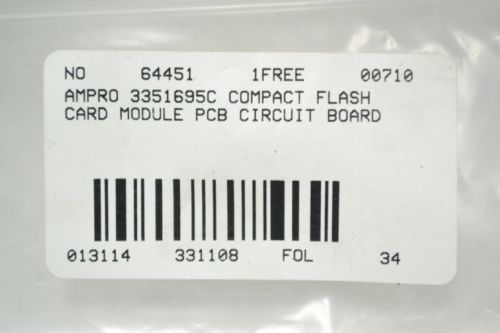 NO 64451 1FREE 00710
AMPRO 3351695C COMPACT FLASH
CARD MODULE PCB CIRCUIT BOARD
013114 331108 FOL 34